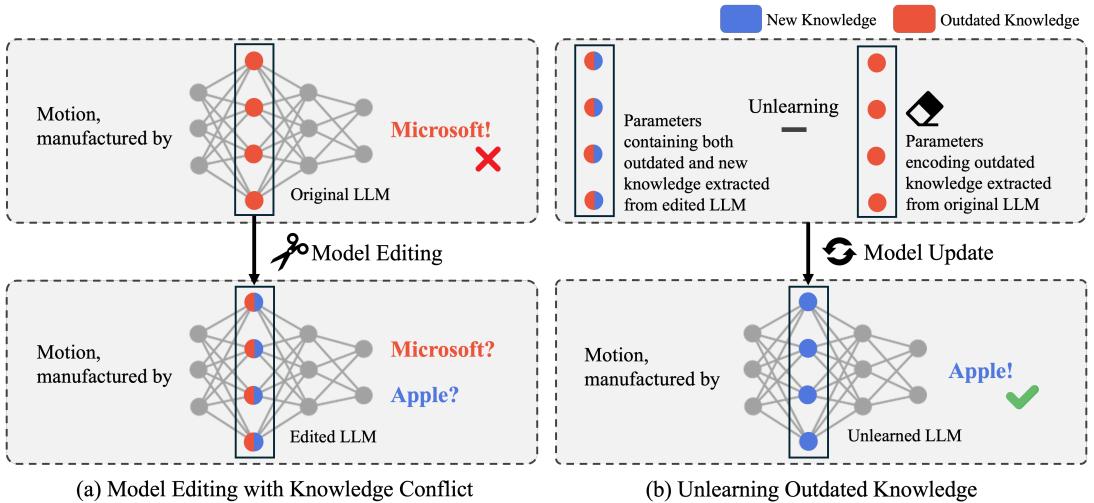 New Knowledge
Outdated Knowledge
Motion,
manufactured by
Microsoft!
Original LLM
Model Editing
Motion,
manufactured by
Microsoft?
Apple?
Edited LLM
(a) Model Editing with Knowledge Conflict
Parameters
containing both
outdated and new
knowledge extracted
from edited LLM
Unlearning
Parameters
encoding outdated
knowledge extracted
from original LLM
Model Update
Motion,
manufactured by
Apple!
Unlearned LLM
(b) Unlearning Outdated Knowledge